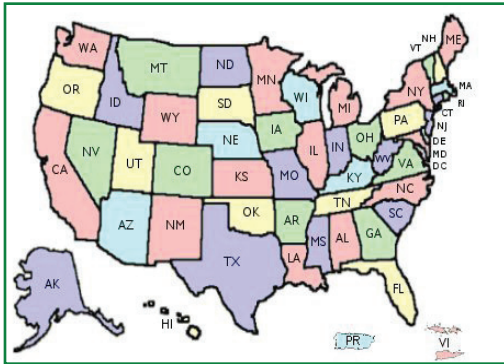 WA
MT
ND
MN
ME
NH
VT
OR
ID
WY
SD
WI
MI
NY
MA
RI
CT
NV
UT
CO
NE
IA
IL
IN
OH
PA
NJ
DE
MD
DC
CA
KS
MO
KY
WV
VA
AZ
NM
OK
AR
TN
NC
SC
TX
LA
MS
AL
GA
FL
AK
HI
PR
VI